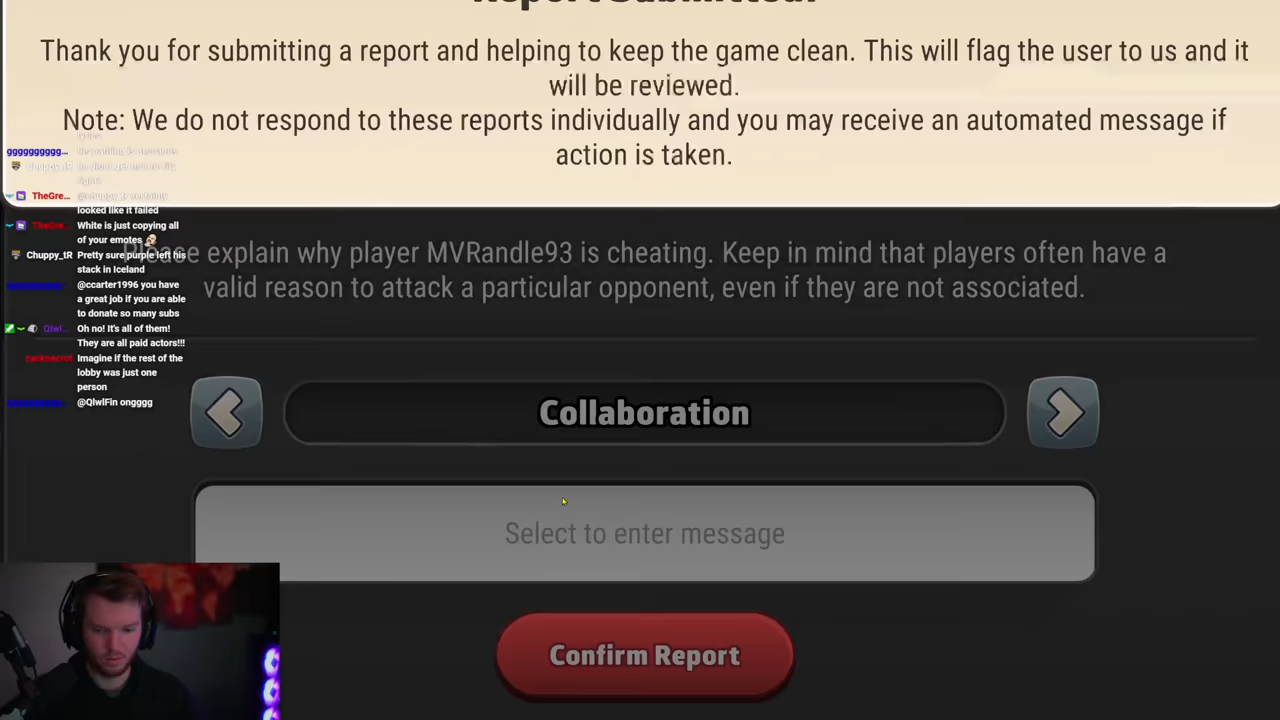 Report Submitted!
Thank you for submitting a report and helping to keep the game clean. This will flag the user to us and it
will be reviewed.
Note: We do not respond to these reports individually and you may receive an automated message if
action is taken.
gggggggggg...
Chuppy_tR
TheGre...
looked like it failed
TheGre... White is just copying all
of your emotes
Chuppy_tR Pretty sure purple left his
stack in Iceland
@ccarter1996 you have
a great job if you are able
to donate so many subs
Qlwl... Oh no! It's all of them!
They are all paid actors!!!
Imagine if the rest of the
lobby was just one
person
@QlwlFin ongggg
Please explain why player MVRandle93 is cheating. Keep in mind that players often have a
valid reason to attack a particular opponent, even if they are not associated.
Collaboration
Select to enter message
Confirm Report